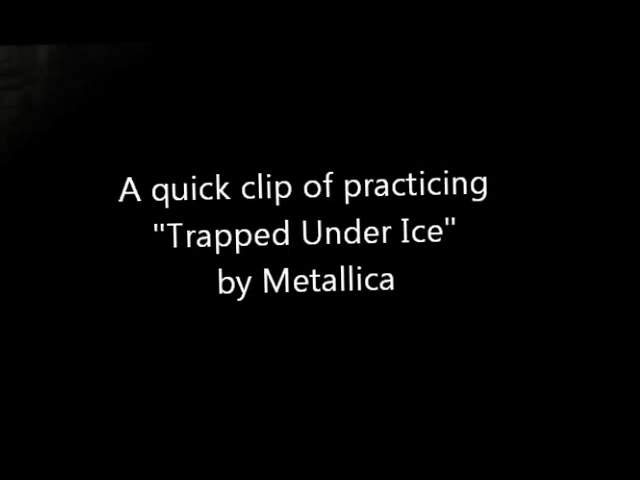 A quick clip of practicing
"Trapped Under Ice"
by Metallica